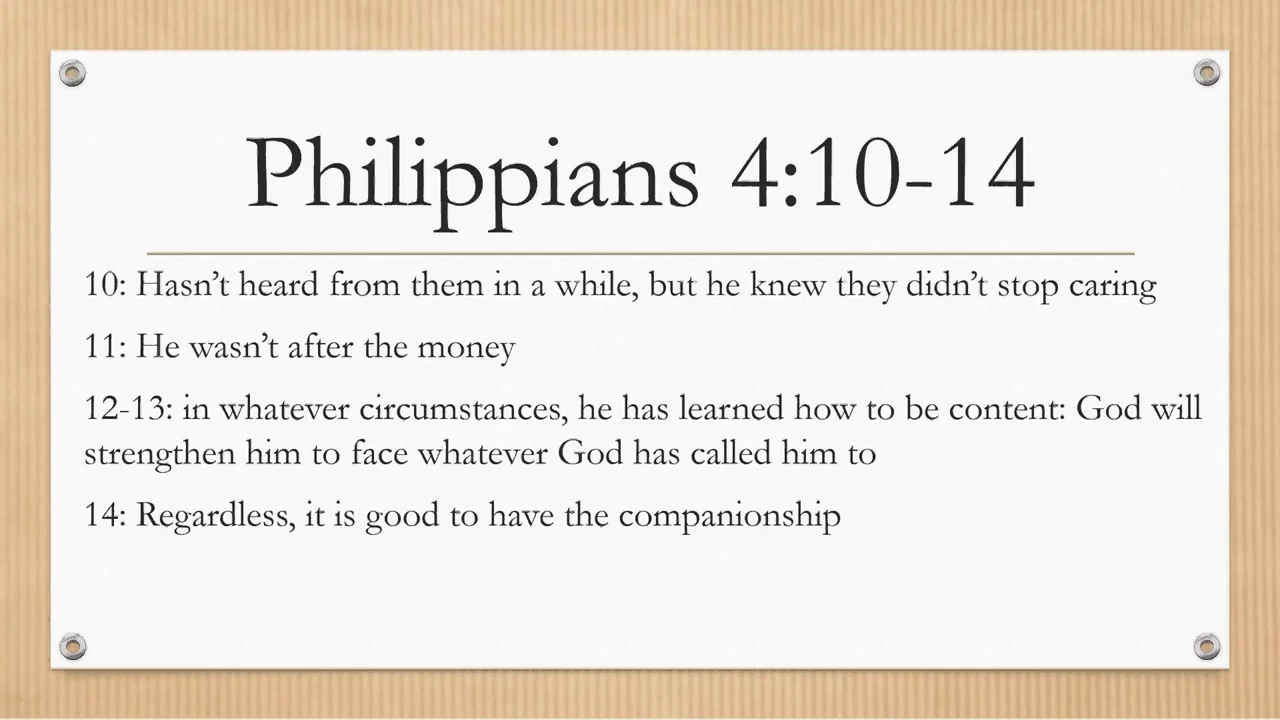 Philippians 4:10-14
10: Hasn’t heard from them in a while, but he knew they didn’t stop caring
11: He wasn’t after the money
12-13: in whatever circumstances, he has learned how to be content: God will
strengthen him to face whatever God has called him to
14: Regardless, it is good to have the companionship